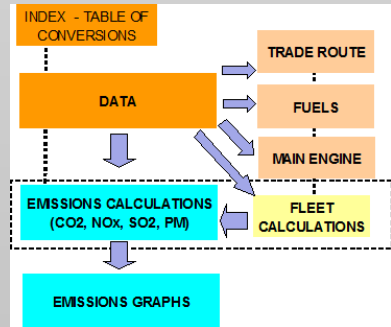 INDEX - TABLE OF
CONVERSIONS
TRADE ROUTE
DATA
FUELS
MAIN ENGINE
EMISSIONS CALCULATIONS
(CO2, NOx, SO2, PM)
FLEET
CALCULATIONS
EMISSIONS GRAPHS